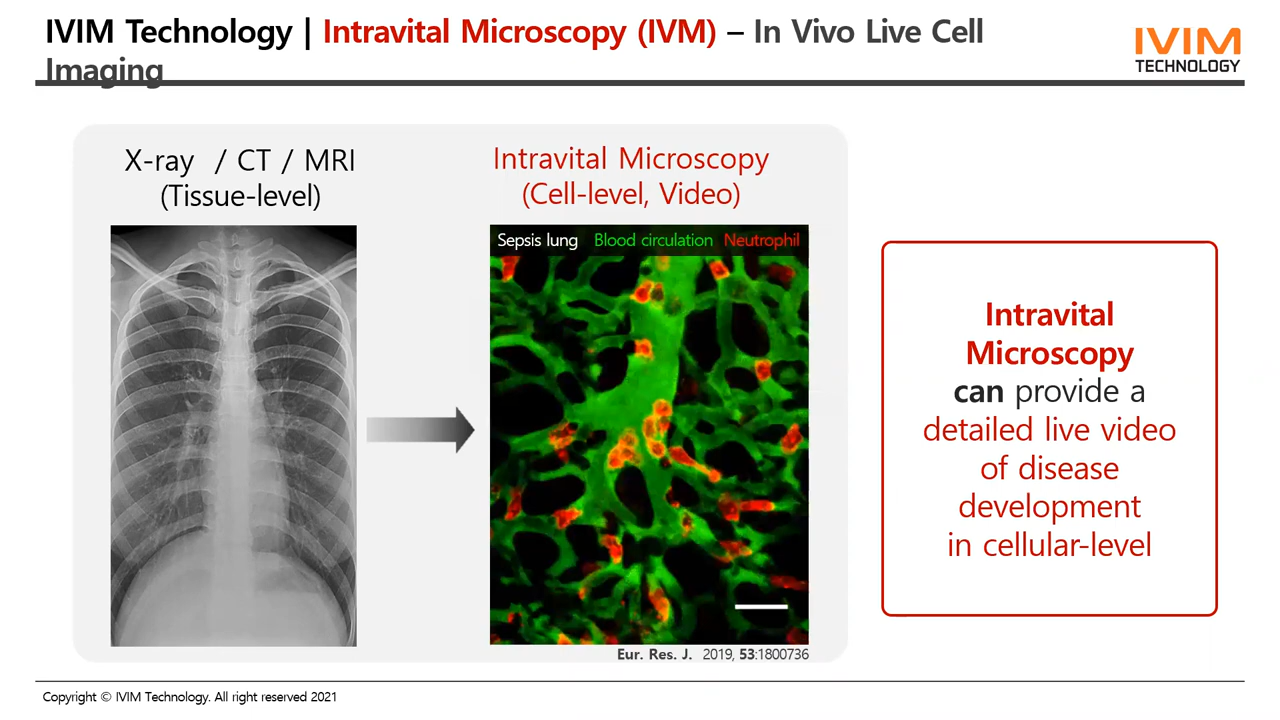 IVIM Technology | Intravital Microscopy (IVM) – In Vivo Live Cell
Imaging
IVIM
TECHNOLOGY
X-ray / CT / MRI
(Tissue-level)
Intravital Microscopy
(Cell-level, Video)
Sepsis lung Blood circulation Neutrophil
Eur. Res. J. 2019, 53:1800736
Intravital
Microscopy
can provide a
detailed live video
of disease
development
in cellular-level
Copyright © IVIM Technology. All right reserved 2021